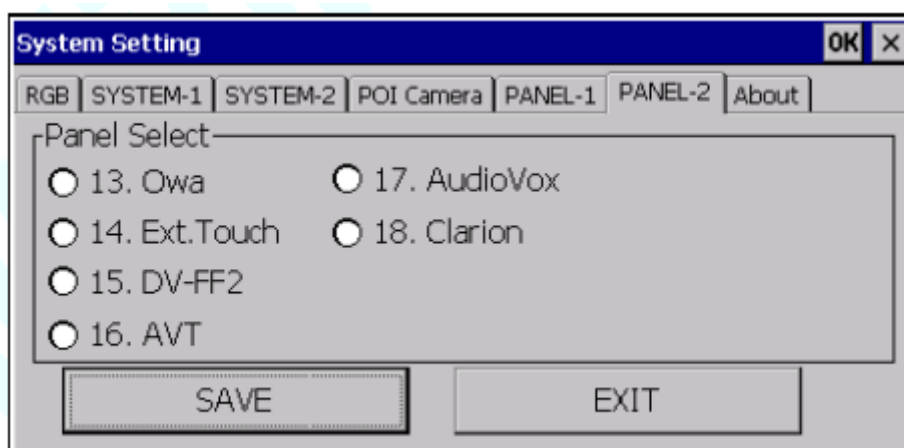 System Setting OK ×
RGB SYSTEM-1 SYSTEM-2 POI Camera PANEL-1 PANEL-2 About
Panel Select
13. Owa 17. AudioVox
14. Ext.Touch 18. Clarion
15. DV-FF2
16. AVT
SAVE EXIT